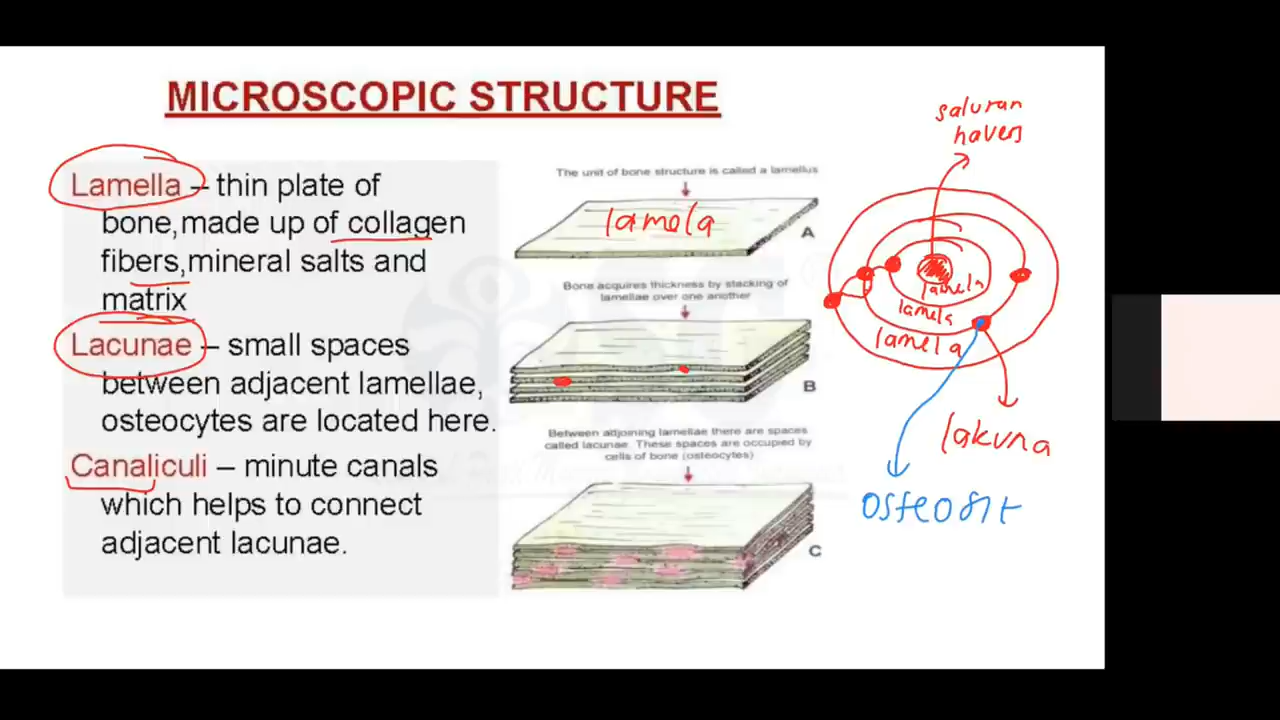 MICROSCOPIC STRUCTURE
Lamella – thin plate of
bone,made up of collagen
fibers,mineral salts and
matrix
Lacunae – small spaces
between adjacent lamellae,
osteocytes are located here.
Canaliculi – minute canals
which helps to connect
adjacent lacunae.
The unit of bone structure is called a lamellus
lamela
A
Bone acquires thickness by stacking of
lamellae over one another
B
Between adjoining lamellae there are spaces
called lacunae. These spaces are occupied by
cells of bone (osteocytes)
C
saluran
havers
lamela
lamela
lamela
lakuna
osteosit